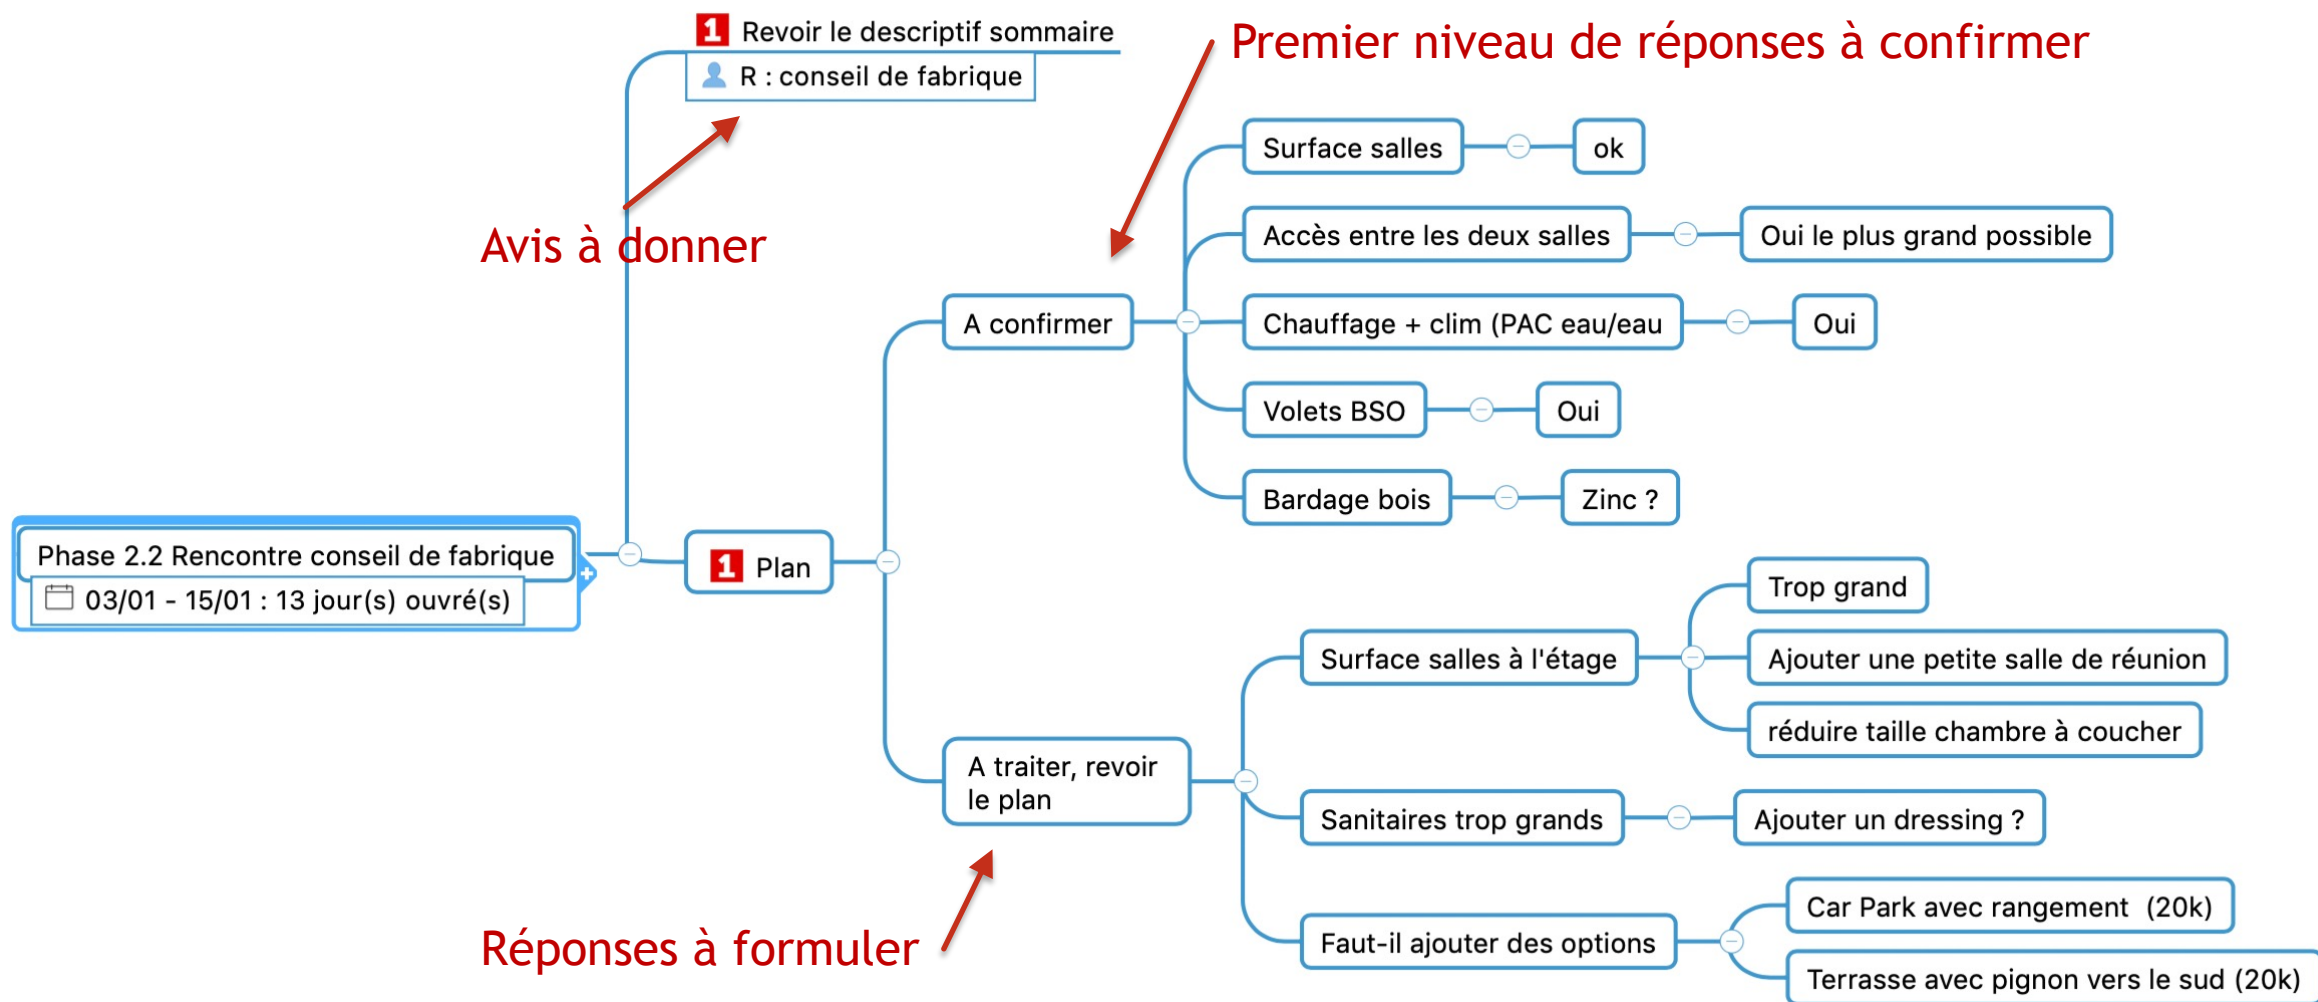 1 Revoir le descriptif sommaire
R : conseil de fabrique
Premier niveau de réponses à confirmer
Avis à donner
Phase 2.2 Rencontre conseil de fabrique
03/01 - 15/01 : 13 jour(s) ouvré(s)
1 Plan
A confirmer
Surface salles
ok
Accès entre les deux salles
Oui le plus grand possible
Chauffage + clim (PAC eau/eau
Oui
Volets BSO
Oui
Bardage bois
Zinc ?
A traiter, revoir
le plan
Surface salles à l'étage
Trop grand
Ajouter une petite salle de réunion
réduire taille chambre à coucher
Sanitaires trop grands
Ajouter un dressing ?
Faut-il ajouter des options
Car Park avec rangement (20k)
Terrasse avec pignon vers le sud (20k)
Réponses à formuler